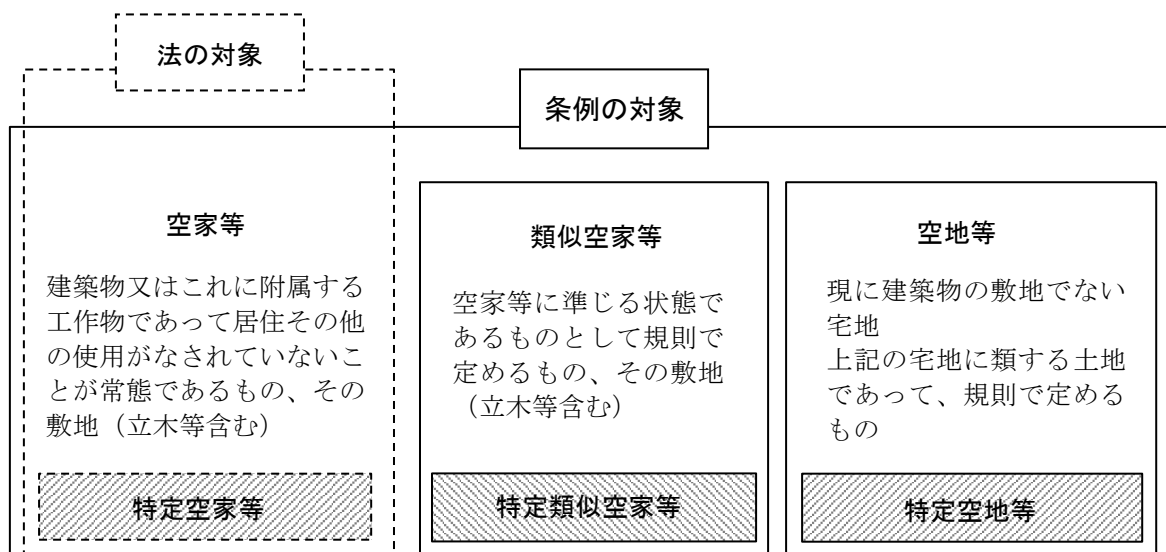 法の対象
条例の対象
空家等
建築物又はこれに附属する
工作物であって居住その他
の使用がなされていないこ
とが常態であるもの、その
敷地（立木等含む）
特定空家等
類似空家等
空家等に準じる状態で
あるものとして規則で
定めるもの、その敷地
（立木等含む）
特定類似空家等
空地等
現に建築物の敷地でない
宅地
上記の宅地に類する土地
であって、規則で定める
もの
特定空地等